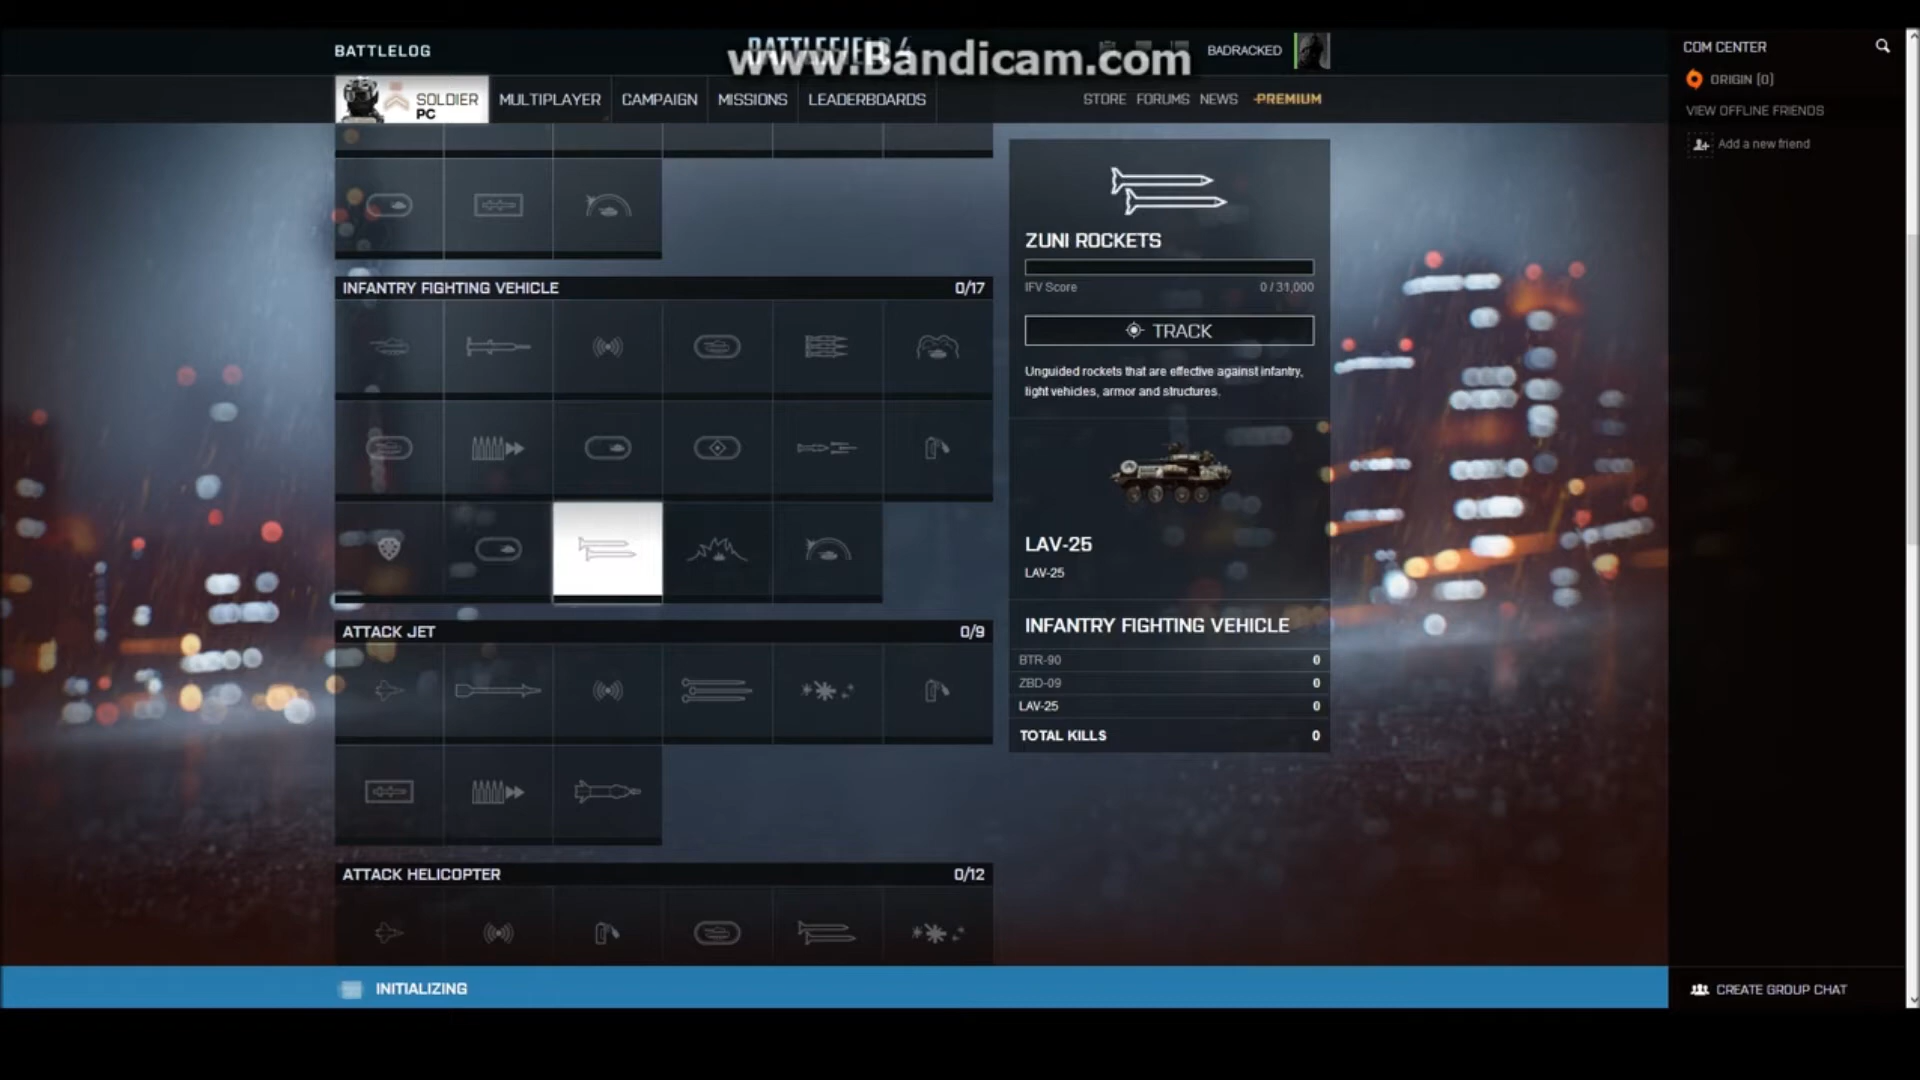 BATTLELOG
BATTLEFIELD 4
www.Bandicam.com
BADRACKED
SOLDIER
PC
MULTIPLAYER
CAMPAIGN
MISSIONS
LEADERBOARDS
STORE
FORUMS
NEWS
PREMIUM
INFANTRY FIGHTING VEHICLE
0/17
ATTACK JET
0/9
ATTACK HELICOPTER
0/12
ZUNI ROCKETS
IFV Score
0 / 31,000
TRACK
Unguided rockets that are effective against infantry,
light vehicles, armor and structures.
LAV-25
LAV-25
INFANTRY FIGHTING VEHICLE
BTR-90 0
ZBD-09 0
LAV-25 0
TOTAL KILLS 0
COM CENTER
ORIGIN [0]
VIEW OFFLINE FRIENDS
Add a new friend
INITIALIZING
CREATE GROUP CHAT